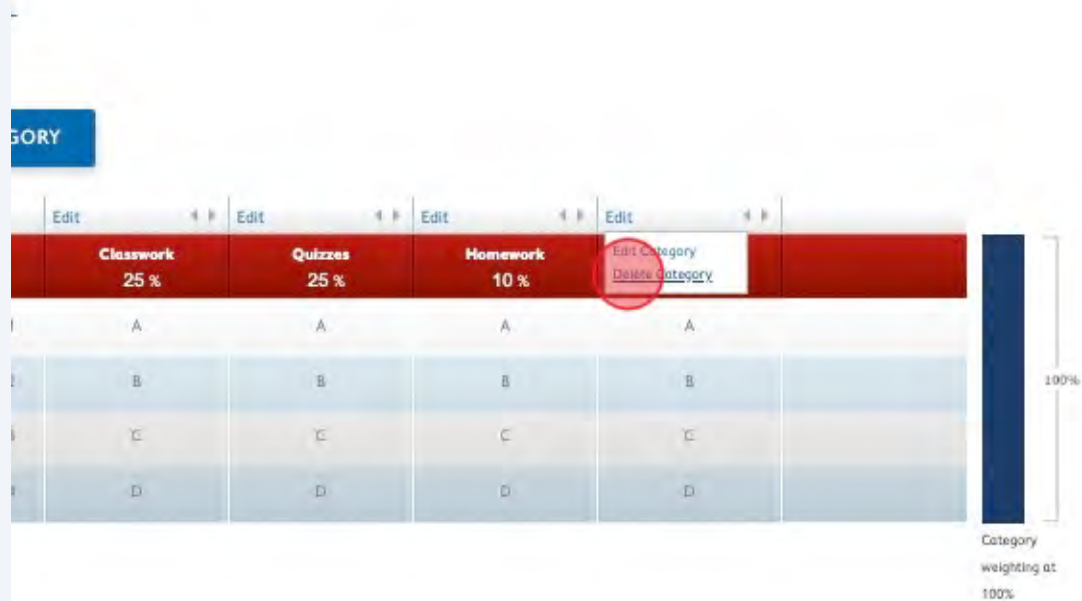 GORY
Edit Edit Edit Edit
Classwork Quizzes Homework Edit Category
25 % 25 % 10 % Delete Category
A A A A
B B B B 100%
C C C C
D D D D
Category
weighting at
100%